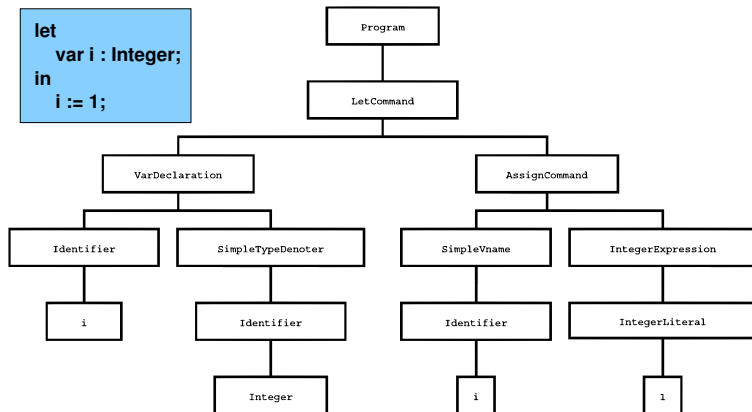 let
var i : Integer;
in
i := 1;
Program
LetCommand
VarDeclaration
AssignCommand
Identifier
SimpleTypeDenoter
SimpleVname
IntegerExpression
i
Identifier
Identifier
IntegerLiteral
Integer
i
1